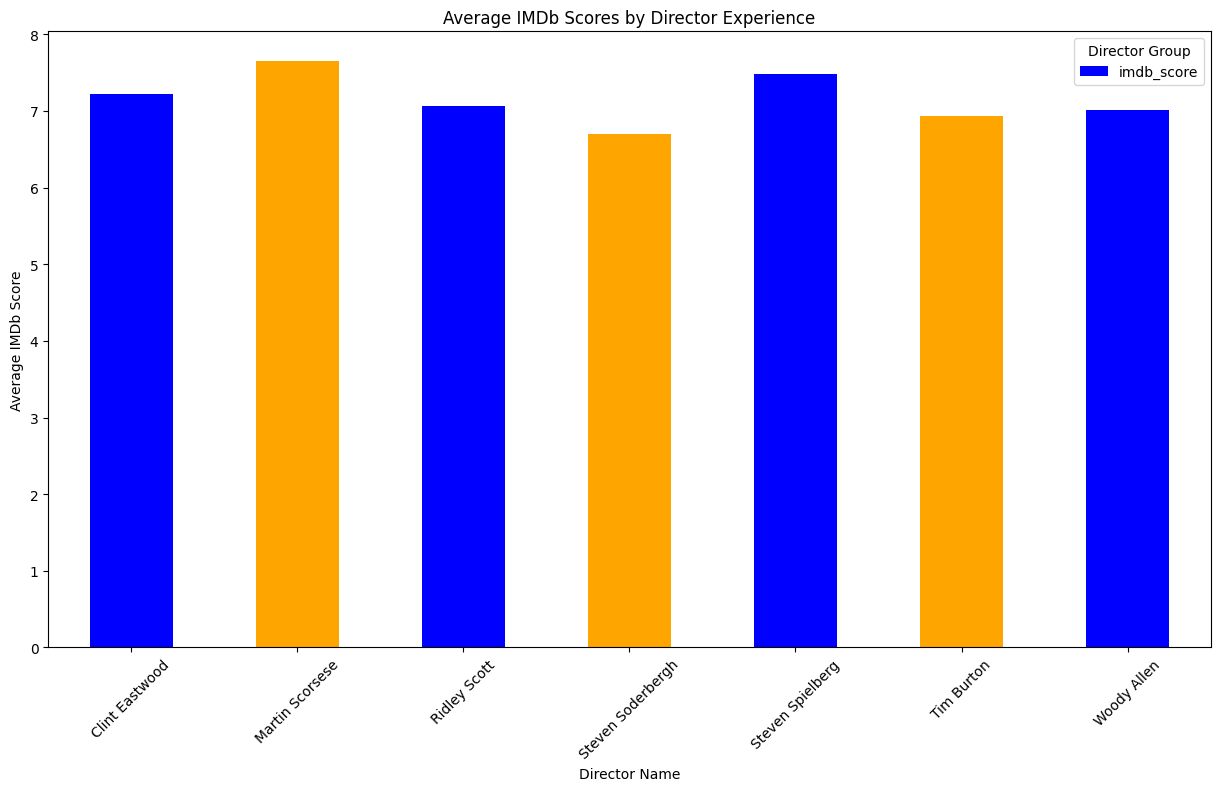 Average IMDb Scores by Director Experience
Director Group
imdb_score
Average IMDb Score
8
7
6
5
4
3
2
1
0
Clint Eastwood
Martin Scorsese
Ridley Scott
Steven Soderbergh
Steven Spielberg
Tim Burton
Woody Allen
Director Name